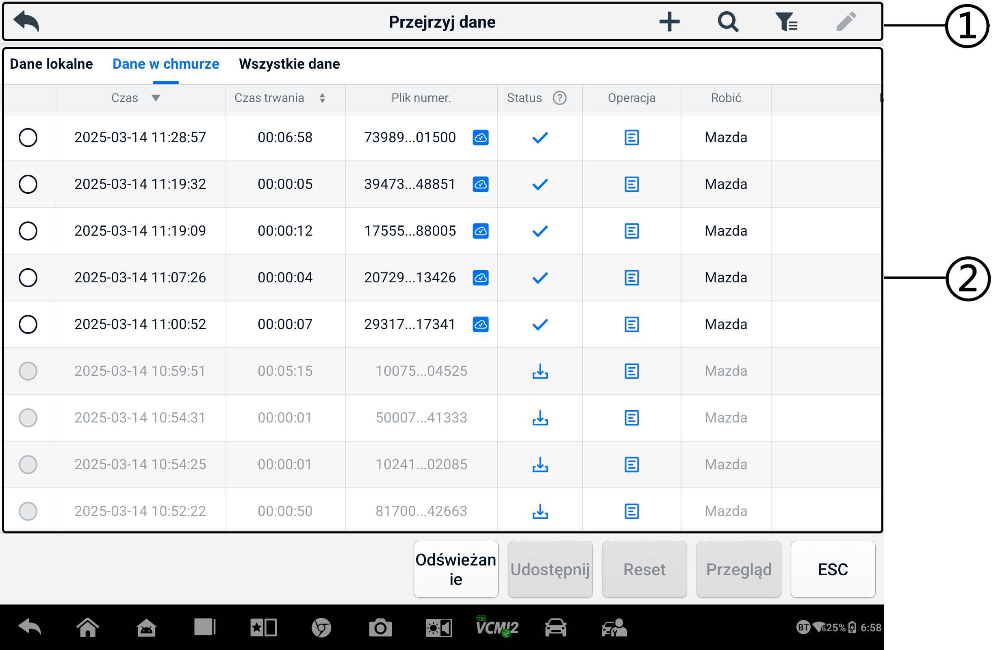 Przejrzyj dane
1
Dane lokalne Dane w chmurze Wszystkie dane
Czas Czas trwania Plik numer. Status ? Operacja Robić
2025-03-14 11:28:57 00:06:58 73989...01500 Mazda
2025-03-14 11:19:32 00:00:05 39473...48851 Mazda
2025-03-14 11:19:09 00:00:12 17555...88005 Mazda
2025-03-14 11:07:26 00:00:04 20729...13426 Mazda
2
2025-03-14 11:00:52 00:00:07 29317...17341 Mazda
2025-03-14 10:59:51 00:05:15 10075...04525 Mazda
2025-03-14 10:54:31 00:00:01 50007...41333 Mazda
2025-03-14 10:54:25 00:00:01 10241...02085 Mazda
2025-03-14 10:52:22 00:00:50 81700...42663 Mazda
Odświeżan
ie
Udostępnij Reset Przegląd ESC
VCMI2 BT 6 25% 6:58